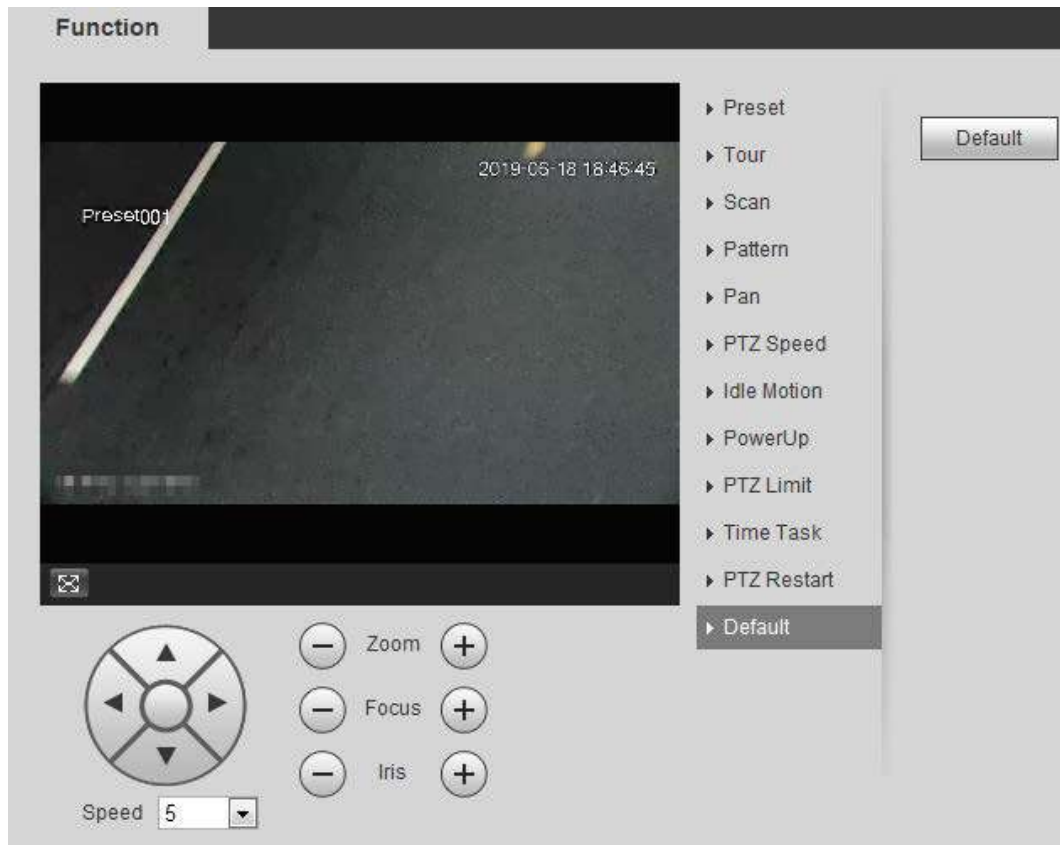 Function
2019-06-18 18:46:45
Preset001
Preset
Tour
Scan
Pattern
Pan
PTZ Speed
Idle Motion
PowerUp
PTZ Limit
Time Task
PTZ Restart
Default
Default
Zoom
Focus
Iris
Speed 5